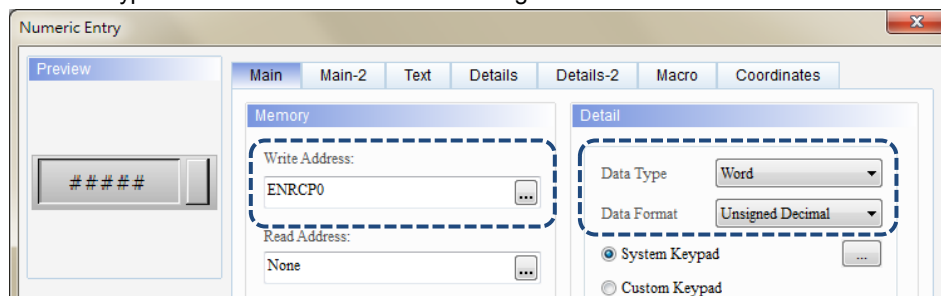 Numeric Entry
Preview
#####
Main Main-2 Text Details Details-2 Macro Coordinates
Memory
Write Address:
ENRCP0
...
Read Address:
None
...
Detail
Data Type Word
Data Format Unsigned Decimal
System Keypad ...
Custom Keypad